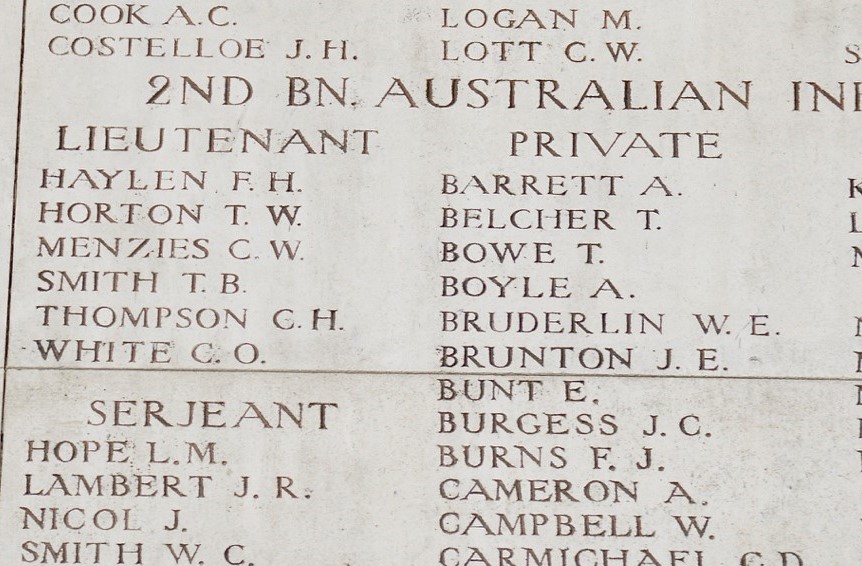 COOK A.C.
COSTELLOE J.H.
LOGAN M.
LOTT C.W.
2ND BN. AUSTRALIAN
LIEUTENANT
HAYLEN F.H.
HORTON T.W.
MENZIES C.W.
SMITH T.B.
THOMPSON C.H.
WHITE C.O.
SERJEANT
HOPE L.M.
LAMBERT J.R.
NICOL J.
SMITH W.C.
PRIVATE
BARRETT A.
BELCHER T.
BOWE T.
BOYLE A.
BRUDERLIN W.E.
BRUNTON J.E.
BUNT E.
BURGESS J.C.
BURNS F.J.
CAMERON A.
CAMPBELL W.
CARMICHAEL C.D.